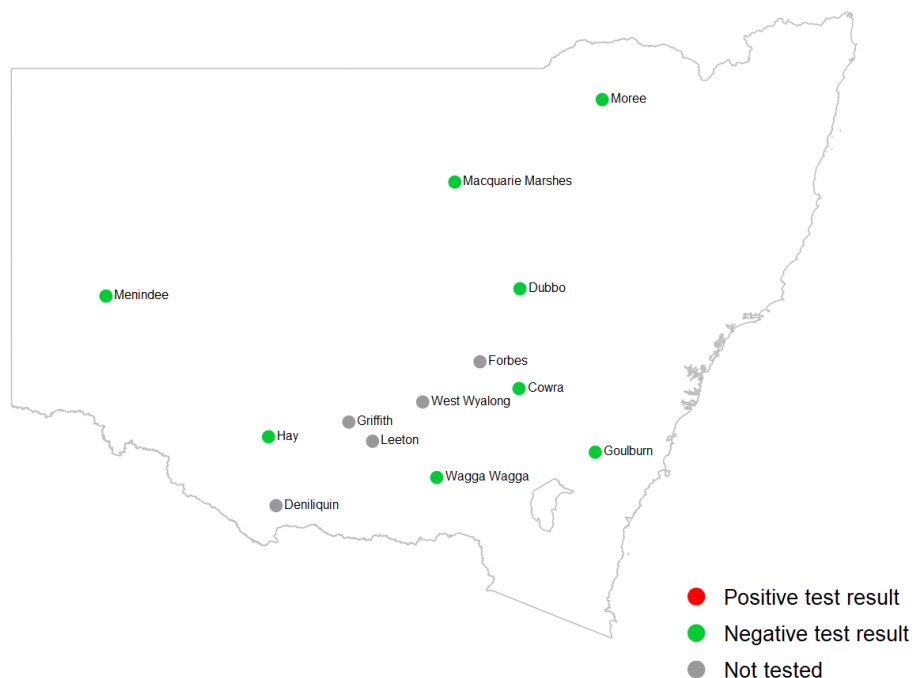 Moree
Macquarie Marshes
Dubbo
Menindee
Forbes
Cowra
West Wyalong
Griffith
Hay
Leeton
Goulburn
Wagga Wagga
Deniliquin
Positive test result
Negative test result
Not tested